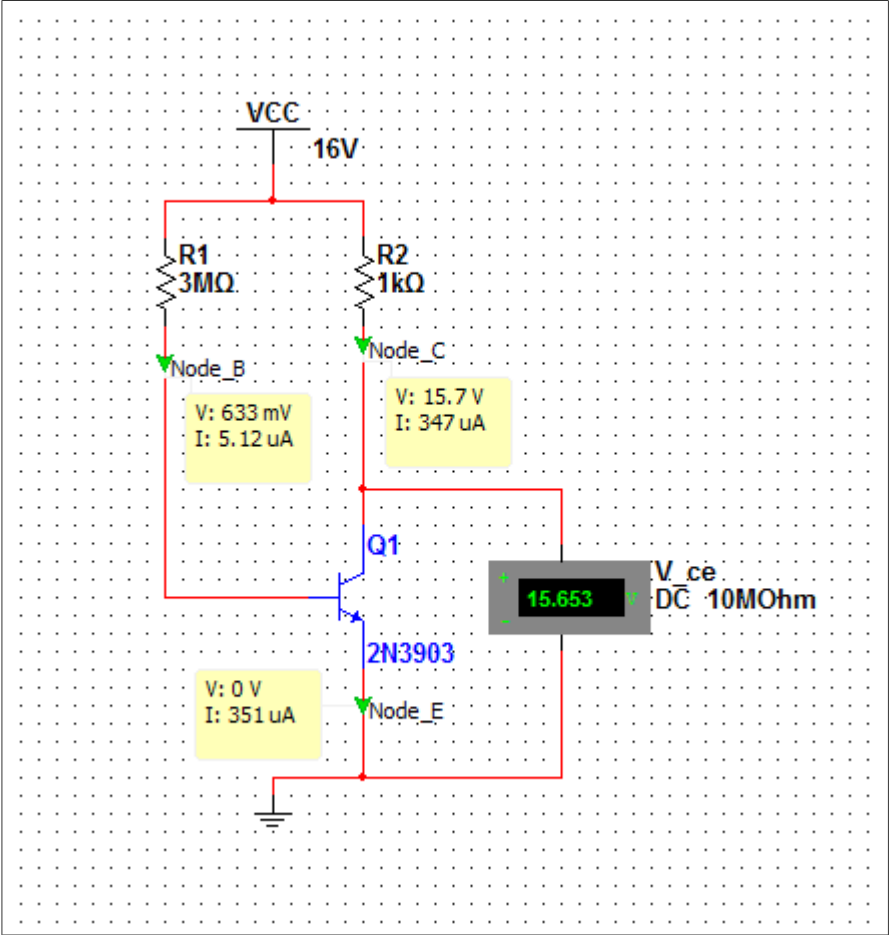 VCC
16V
R1
3MΩ
R2
1kΩ
Node_B
V: 633 mV
I: 5.12 uA
Node_C
V: 15.7 V
I: 347 uA
Q1
2N3903
+
15.653 V
-
V_ce
DC 10MOhm
V: 0 V
I: 351 uA
Node_E